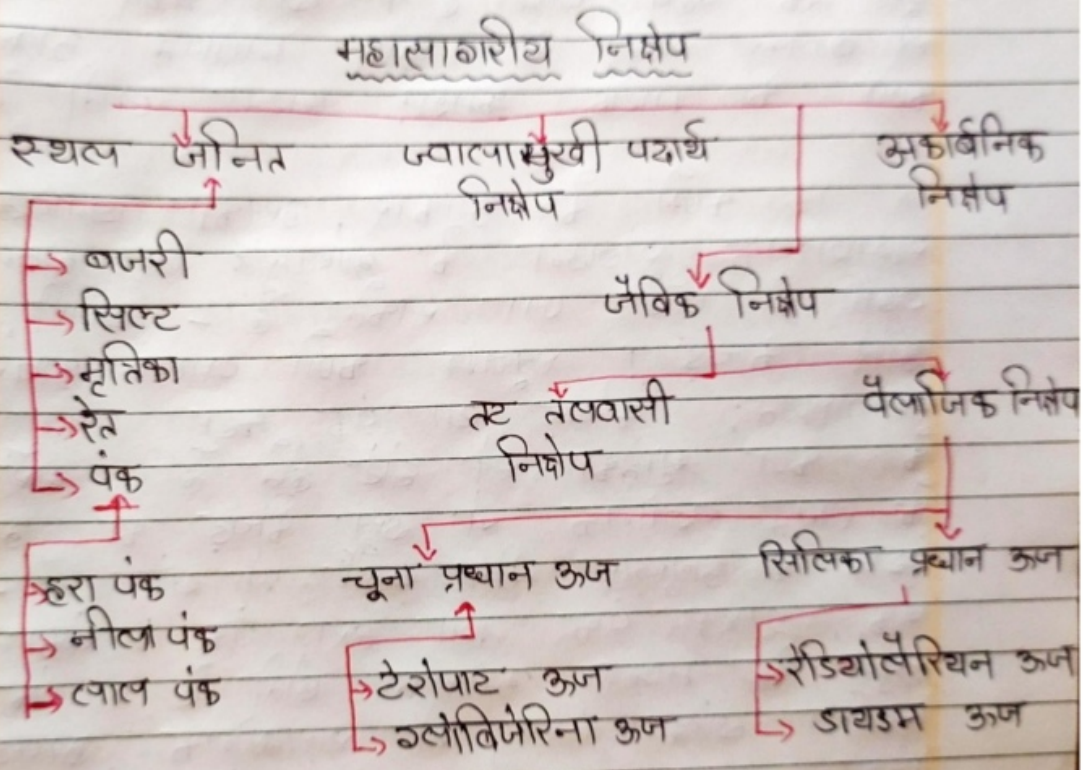 महासागरीय निक्षेप
स्थल जनित ज्वालामुखी पदार्थ अकार्बनिक
निक्षेप निक्षेप
बजरी
जैविक निक्षेप
सिल्ट
मृतिका
तट तलवासी पैलाजिक निक्षेप
रेत
निक्षेप
पंक
हरा पंक चूना प्रधान ऊज सिलिका प्रधान ऊज
नीला पंक
लाल पंक टेरोपाट ऊज रेडियोलैरियन ऊज
ग्लोबिजेरिना ऊज डायडम ऊज